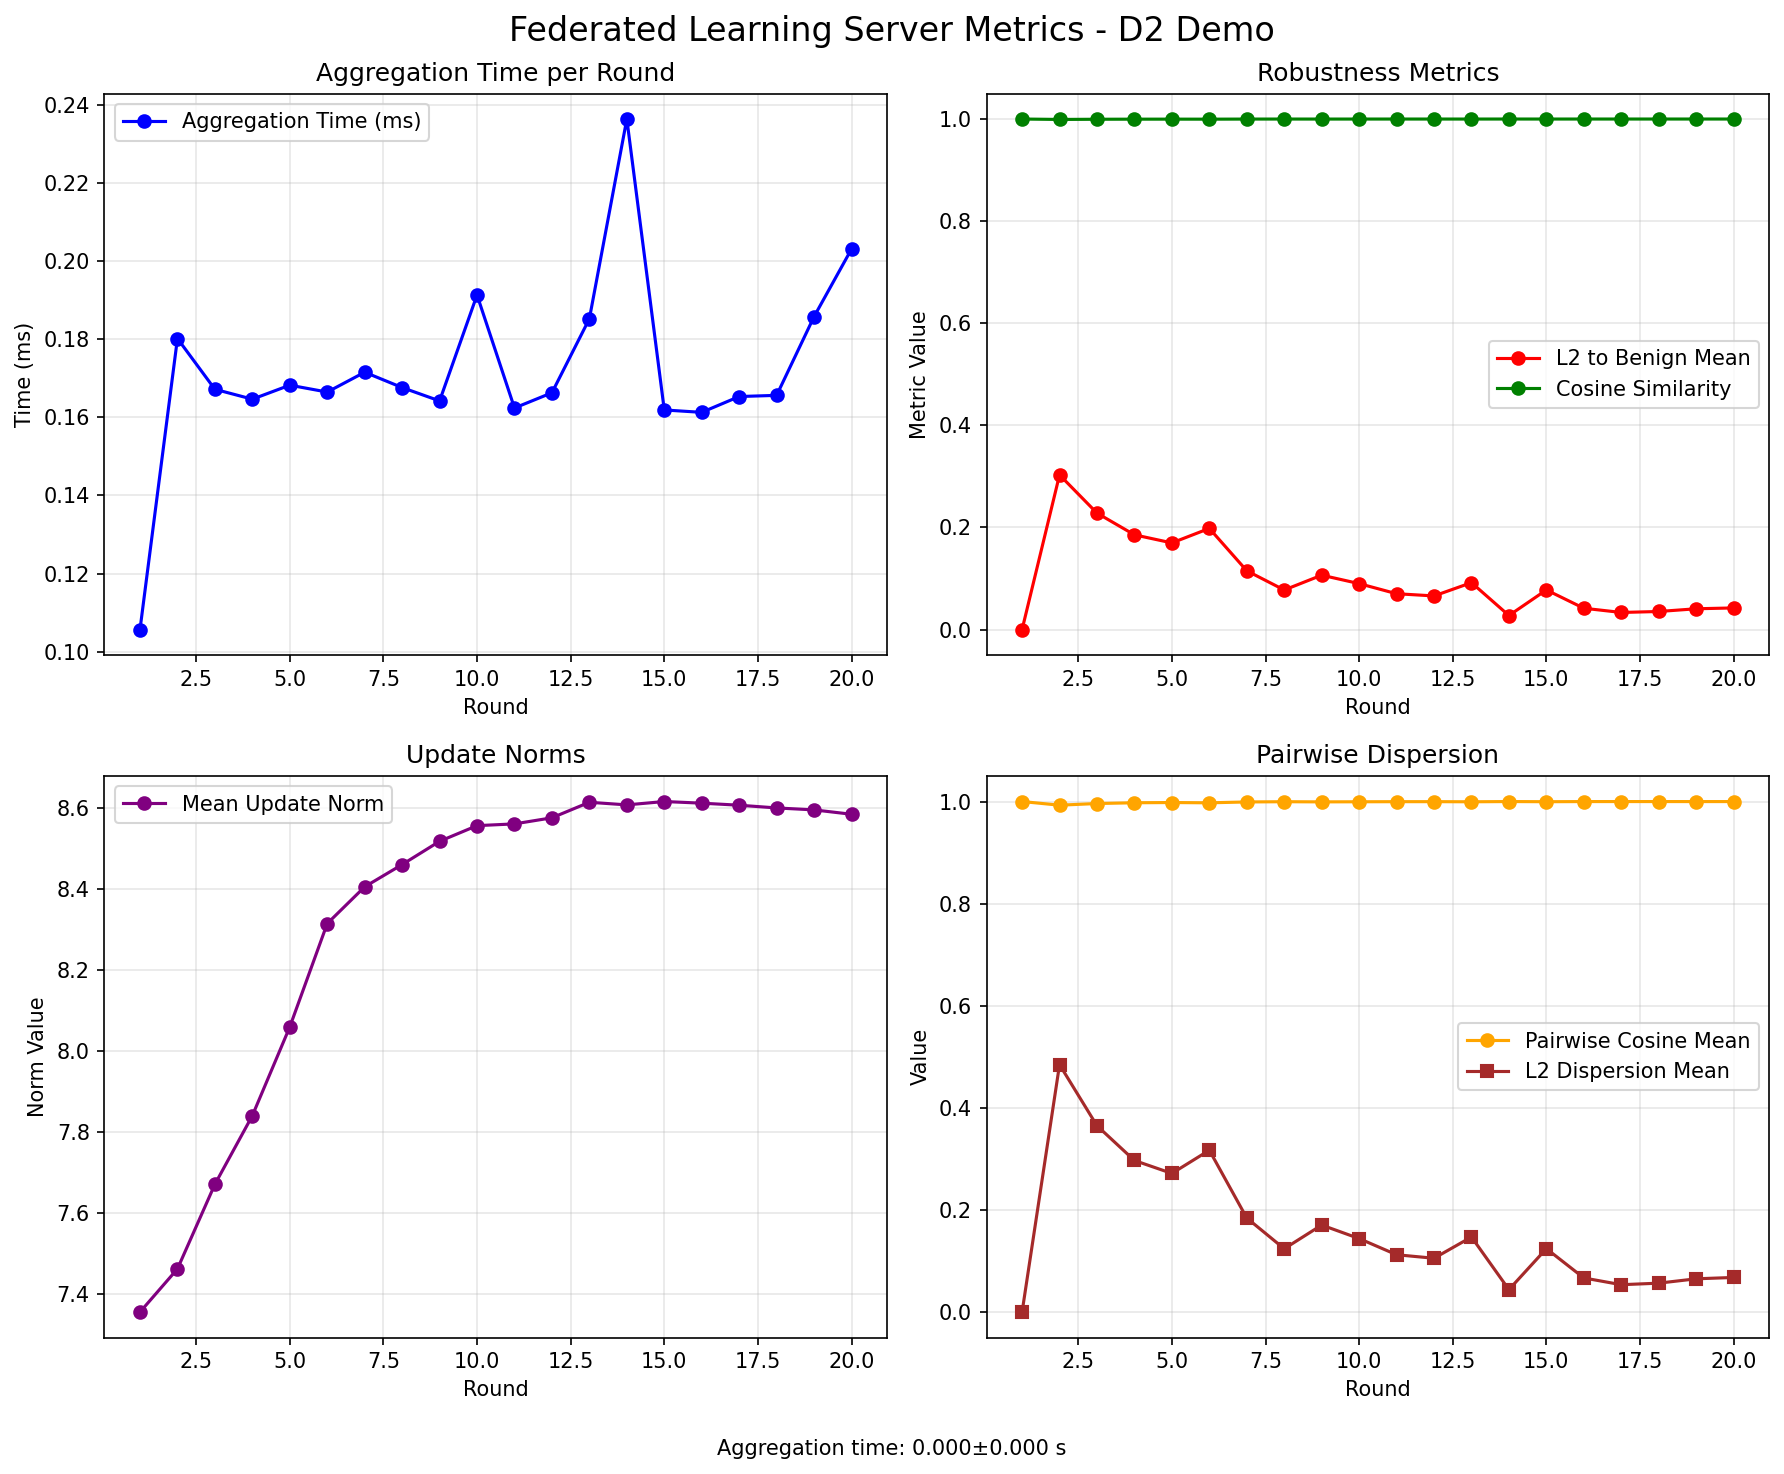 Federated Learning Server Metrics - D2 Demo
Aggregation Time per Round
Aggregation Time (ms)
Time (ms)
0.24
0.22
0.20
0.18
0.16
0.14
0.12
0.10
2.5 5.0 7.5 10.0 12.5 15.0 17.5 20.0
Round
Robustness Metrics
L2 to Benign Mean
Cosine Similarity
Metric Value
1.0
0.8
0.6
0.4
0.2
0.0
2.5 5.0 7.5 10.0 12.5 15.0 17.5 20.0
Round
Update Norms
Mean Update Norm
Norm Value
8.6
8.4
8.2
8.0
7.8
7.6
7.4
2.5 5.0 7.5 10.0 12.5 15.0 17.5 20.0
Round
Pairwise Dispersion
Pairwise Cosine Mean
L2 Dispersion Mean
Value
1.0
0.8
0.6
0.4
0.2
0.0
2.5 5.0 7.5 10.0 12.5 15.0 17.5 20.0
Round
Aggregation time: 0.000±0.000 s